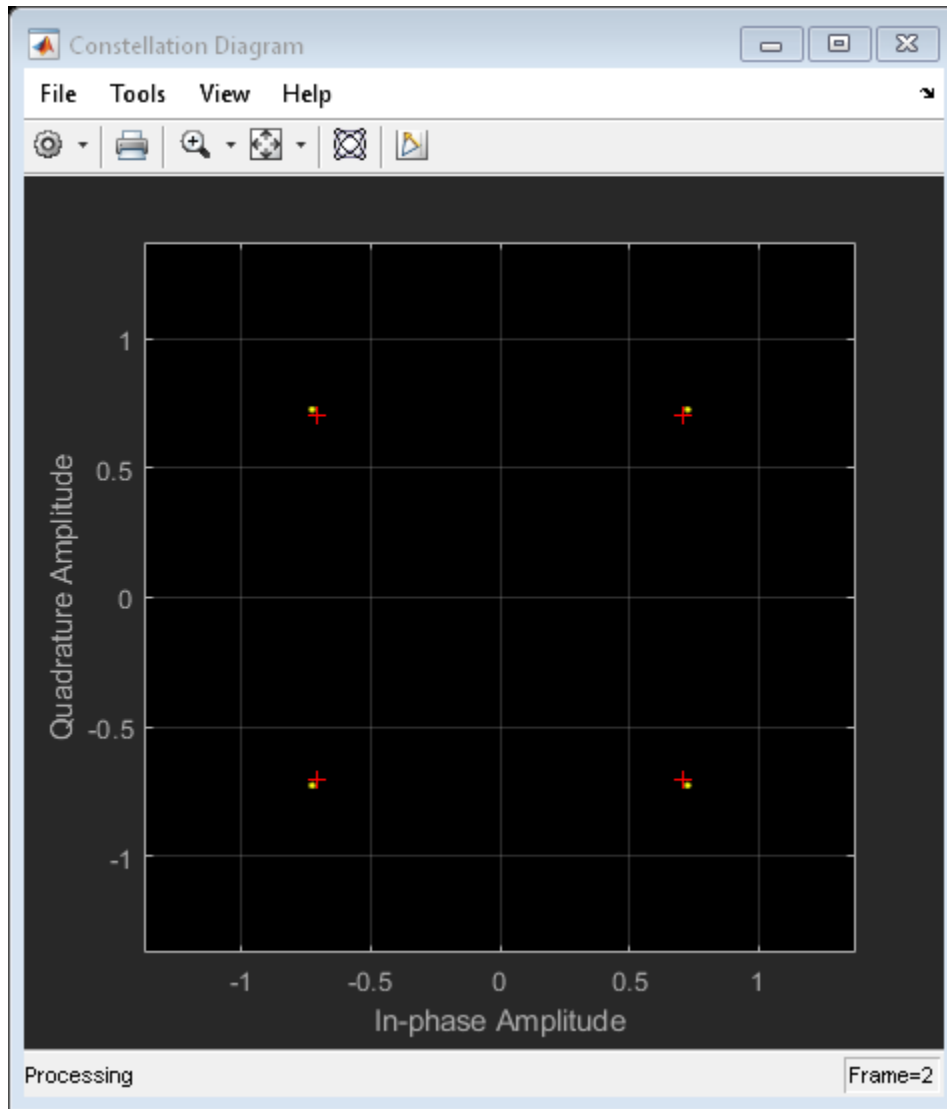 Constellation Diagram
File Tools View Help
1
0.5
0
-0.5
-1
Quadrature Amplitude
-1 -0.5 0 0.5 1
In-phase Amplitude
Processing Frame=2